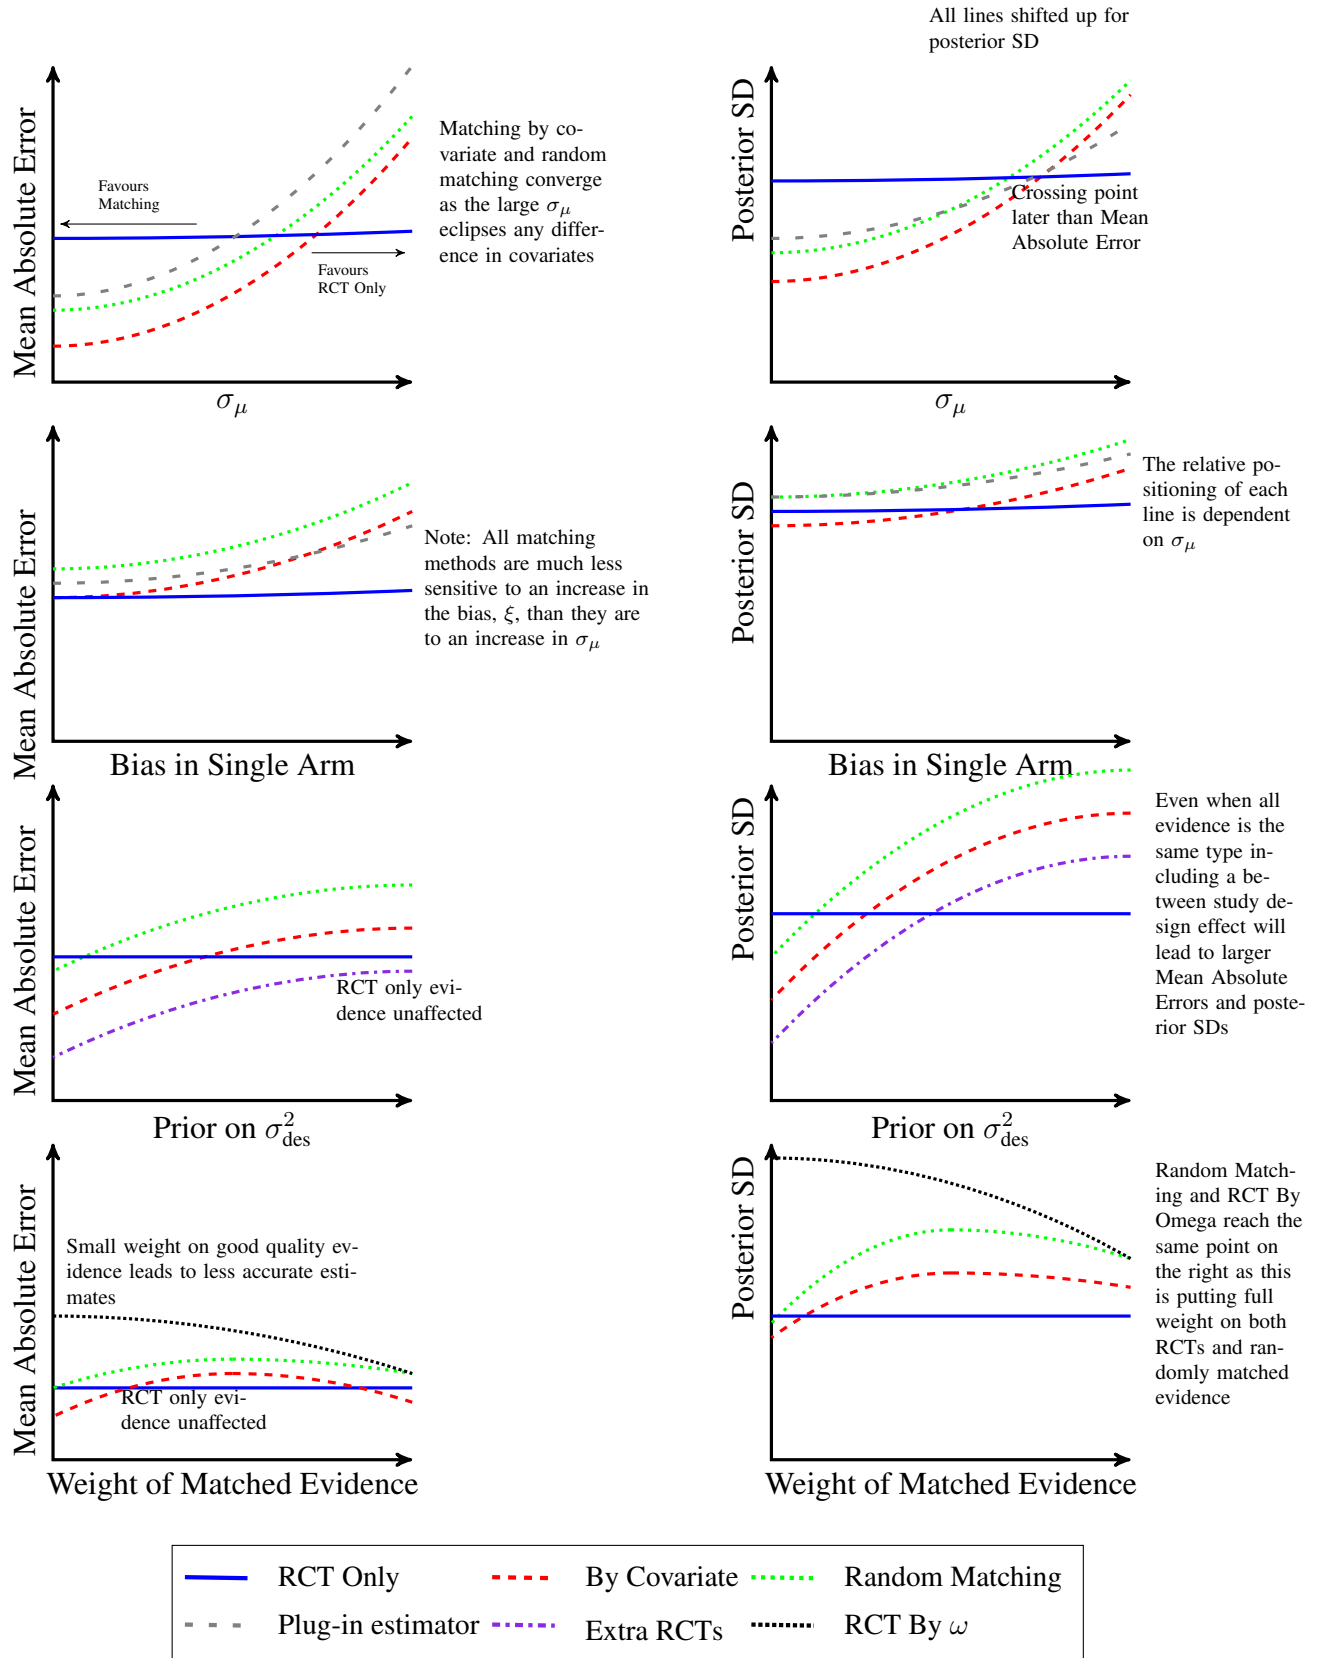 All lines shifted up for
posterior SD
Mean Absolute Error
Favours
Matching
Favours
RCT Only
σμ
Matching by co-
variate and random
matching converge
as the large σμ
eclipses any differ-
ence in covariates
Posterior SD
Crossing point
later than Mean
Absolute Error
σμ
Mean Absolute Error
Bias in Single Arm
Note: All matching
methods are much less
sensitive to an increase in
the bias, ξ, than they are
to an increase in σμ
Posterior SD
Bias in Single Arm
The relative po-
sitioning of each
line is dependent
on σμ
Mean Absolute Error
RCT only evi-
dence unaffected
Prior on σ²des
Posterior SD
Prior on σ²des
Even when all
evidence is the
same type in-
cluding a be-
tween study de-
sign effect will
lead to larger
Mean Absolute
Errors and poste-
rior SDs
Mean Absolute Error
Small weight on good quality ev-
idence leads to less accurate esti-
mates
RCT only evi-
dence unaffected
Weight of Matched Evidence
Posterior SD
Weight of Matched Evidence
Random Match-
ing and RCT By
Omega reach the
same point on
the right as this
is putting full
weight on both
RCTs and ran-
domly matched
evidence
RCT Only
By Covariate
Random Matching
Plug-in estimator
Extra RCTs
RCT By ω